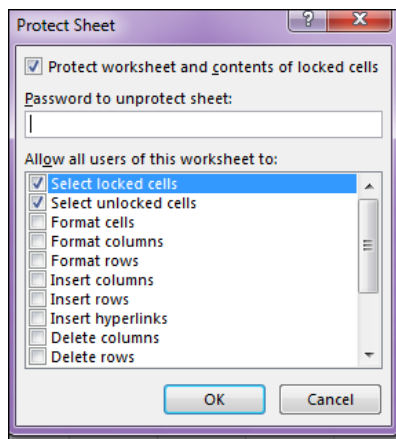 Protect Sheet
?
Protect worksheet and contents of locked cells
Password to unprotect sheet:
Allow all users of this worksheet to:
Select locked cells
Select unlocked cells
Format cells
Format columns
Format rows
Insert columns
Insert rows
Insert hyperlinks
Delete columns
Delete rows
OK Cancel